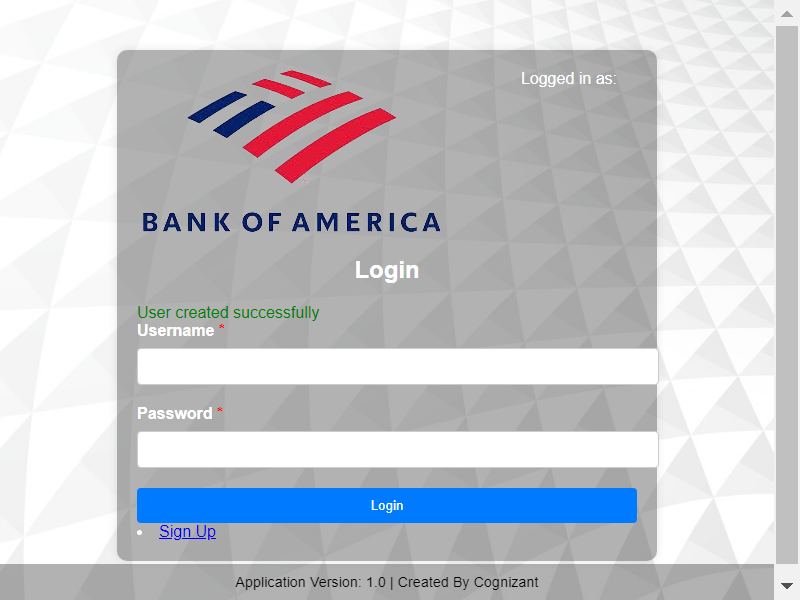 Logged in as:
BANK OF AMERICA
Login
User created successfully
Username *
Password *
Login
Sign Up
Application Version: 1.0 | Created By Cognizant